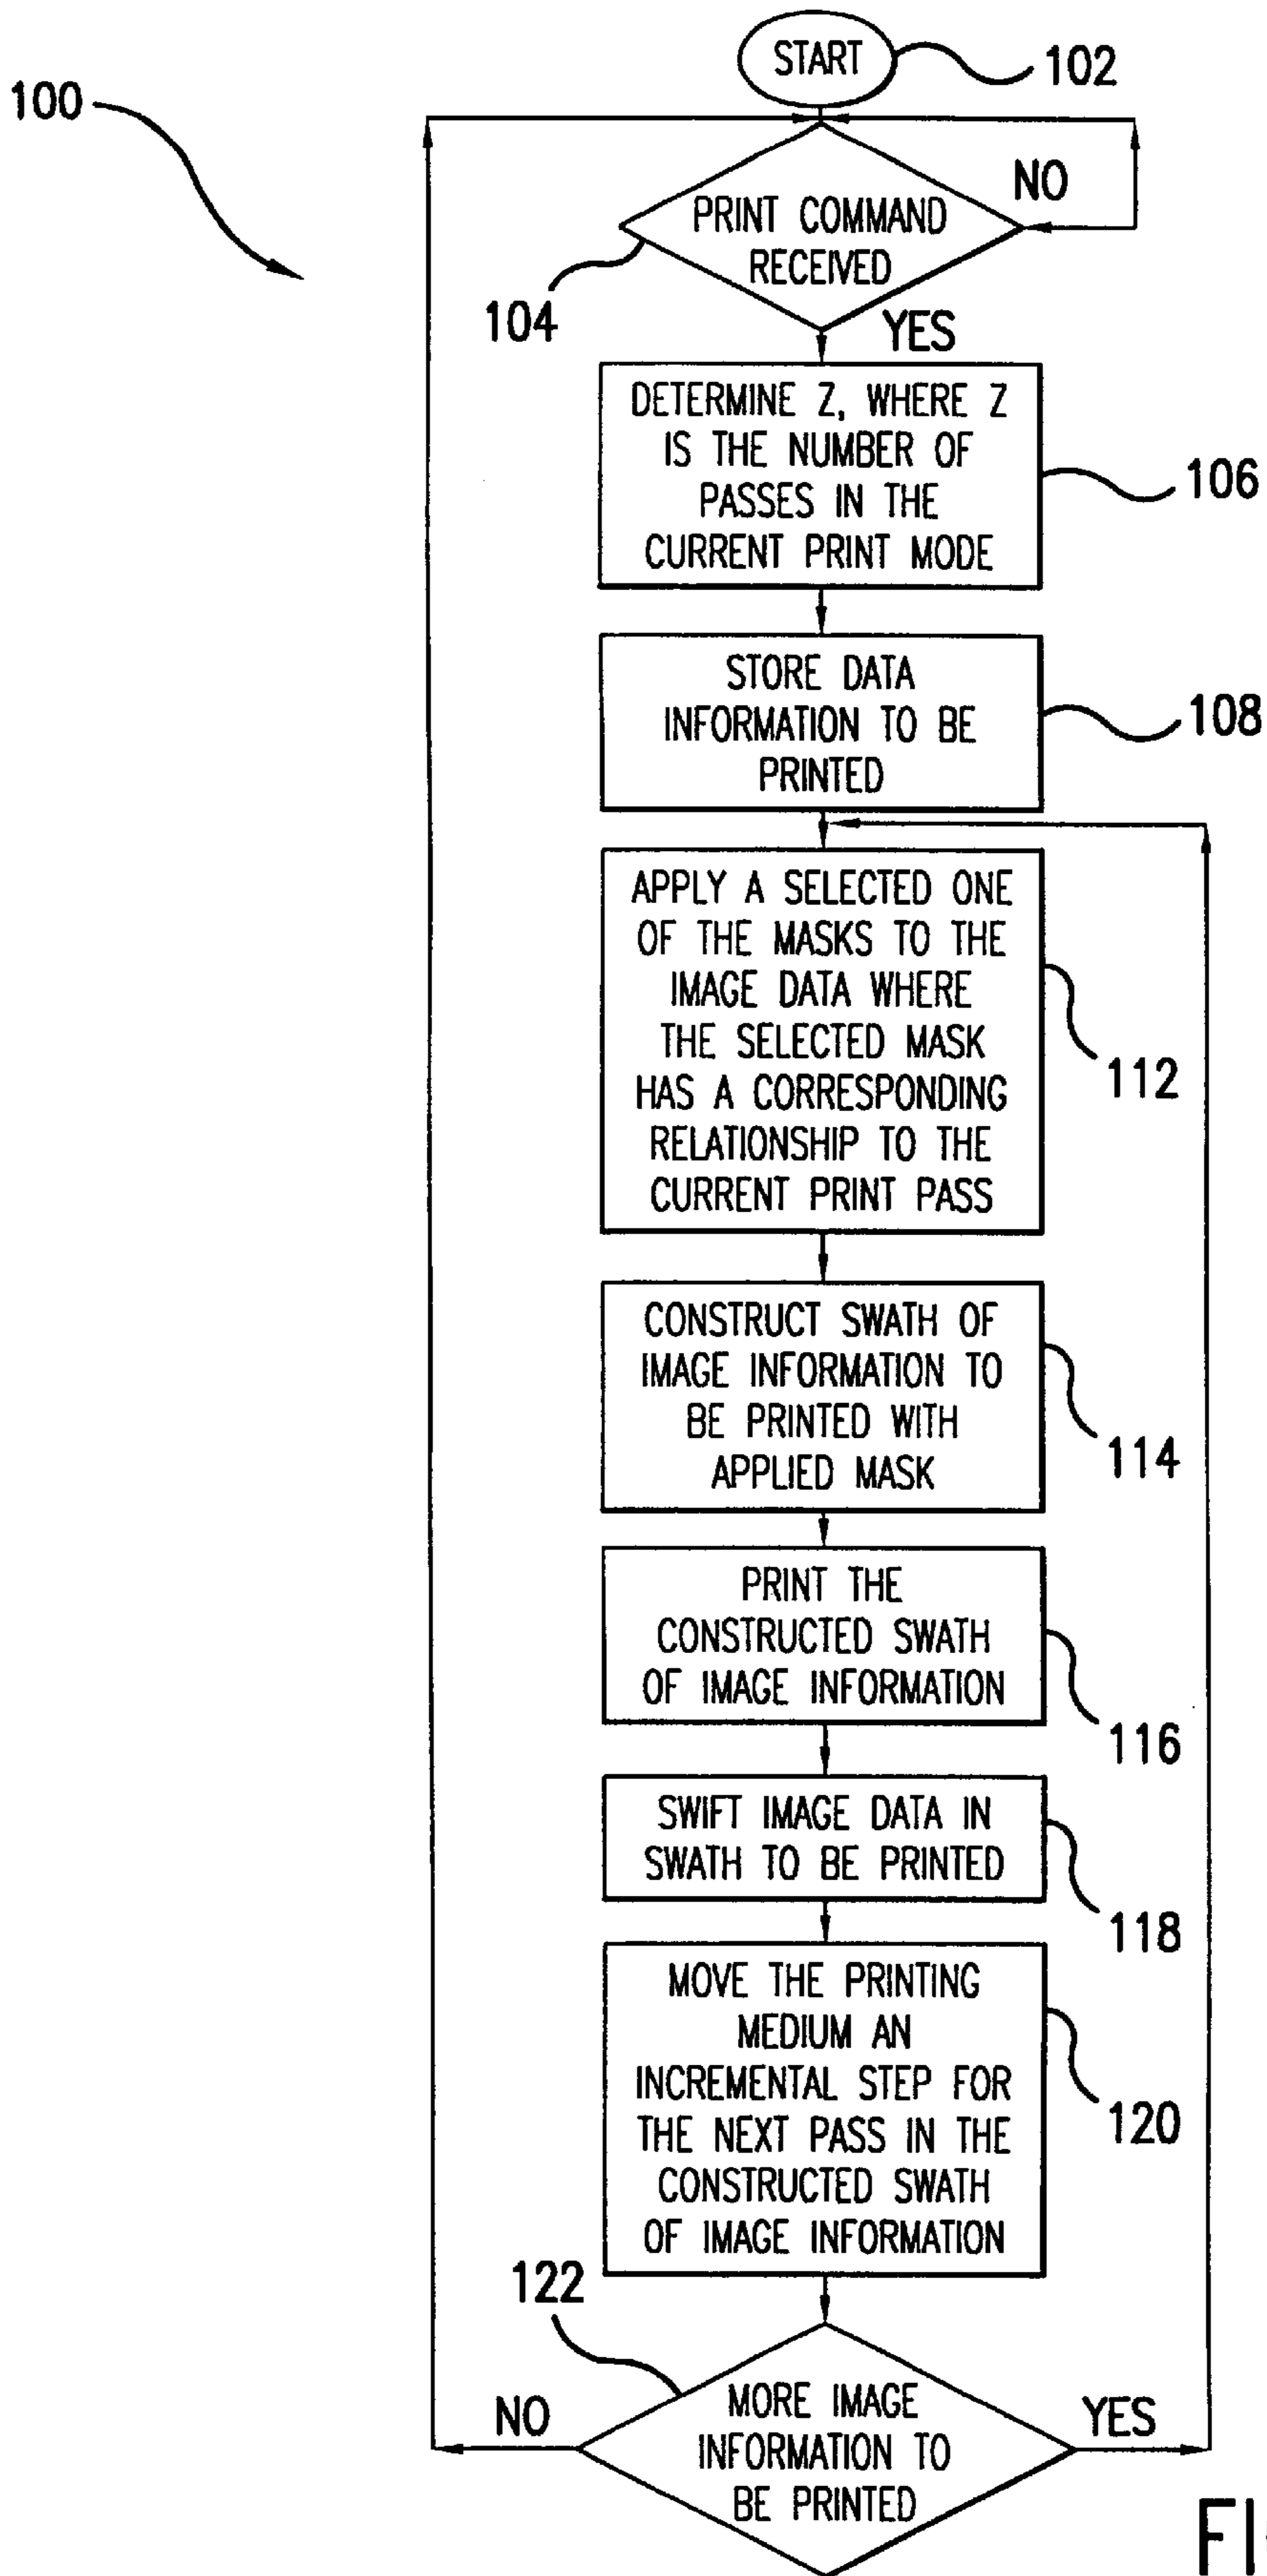 START
102
100
NO
PRINT COMMAND
RECEIVED
104
YES
DETERMINE Z, WHERE Z
IS THE NUMBER OF
PASSES IN THE
CURRENT PRINT MODE
106
STORE DATA
INFORMATION TO BE
PRINTED
108
APPLY A SELECTED ONE
OF THE MASKS TO THE
IMAGE DATA WHERE
THE SELECTED MASK
HAS A CORRESPONDING
RELATIONSHIP TO THE
CURRENT PRINT PASS
112
CONSTRUCT SWATH OF
IMAGE INFORMATION TO
BE PRINTED WITH
APPLIED MASK
114
PRINT THE
CONSTRUCTED SWATH
OF IMAGE INFORMATION
116
SWIFT IMAGE DATA IN
SWATH TO BE PRINTED
118
MOVE THE PRINTING
MEDIUM AN
INCREMENTAL STEP FOR
THE NEXT PASS IN THE
CONSTRUCTED SWATH
OF IMAGE INFORMATION
120
122
NO
MORE IMAGE
INFORMATION TO
BE PRINTED
YES